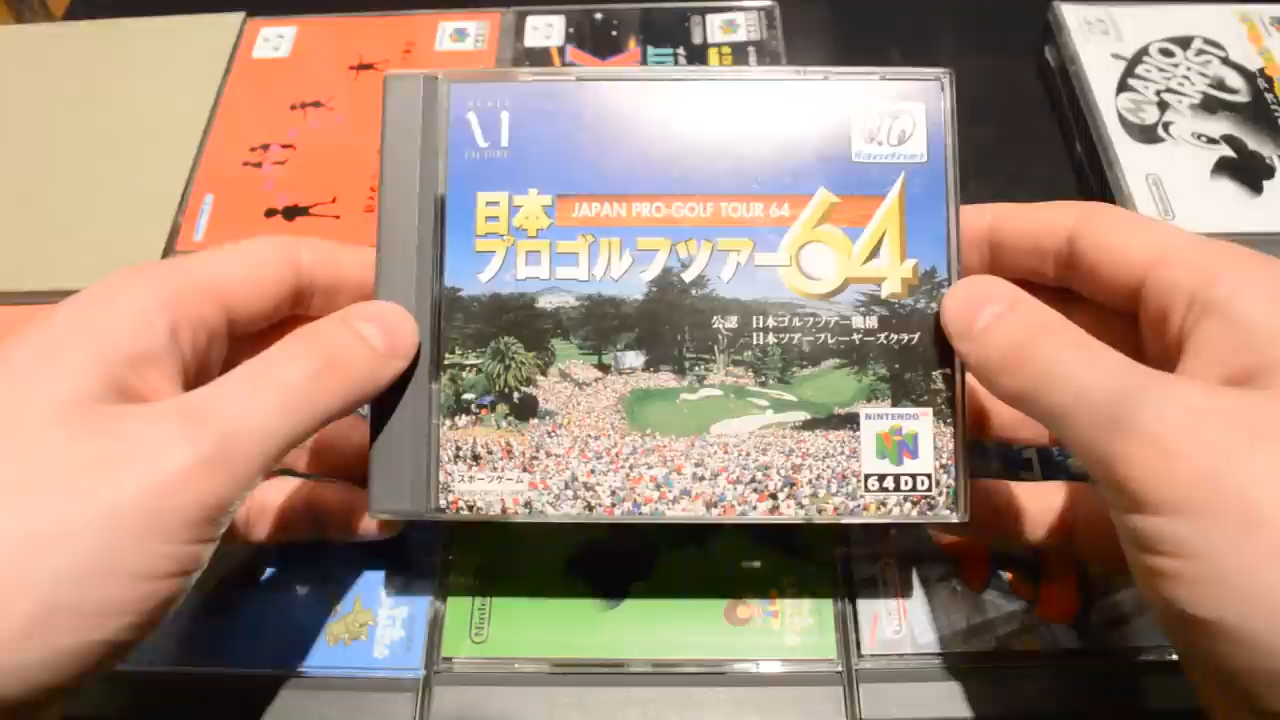 MARIO
ARTIST
Randnet
日本
JAPAN PRO-GOLF TOUR 64
プロゴルフツアー64
公認 日本ゴルフツアー機構
日本ツアープレーヤーズクラブ
NINTENDO
64DD
スポーツゲーム
Nintendo